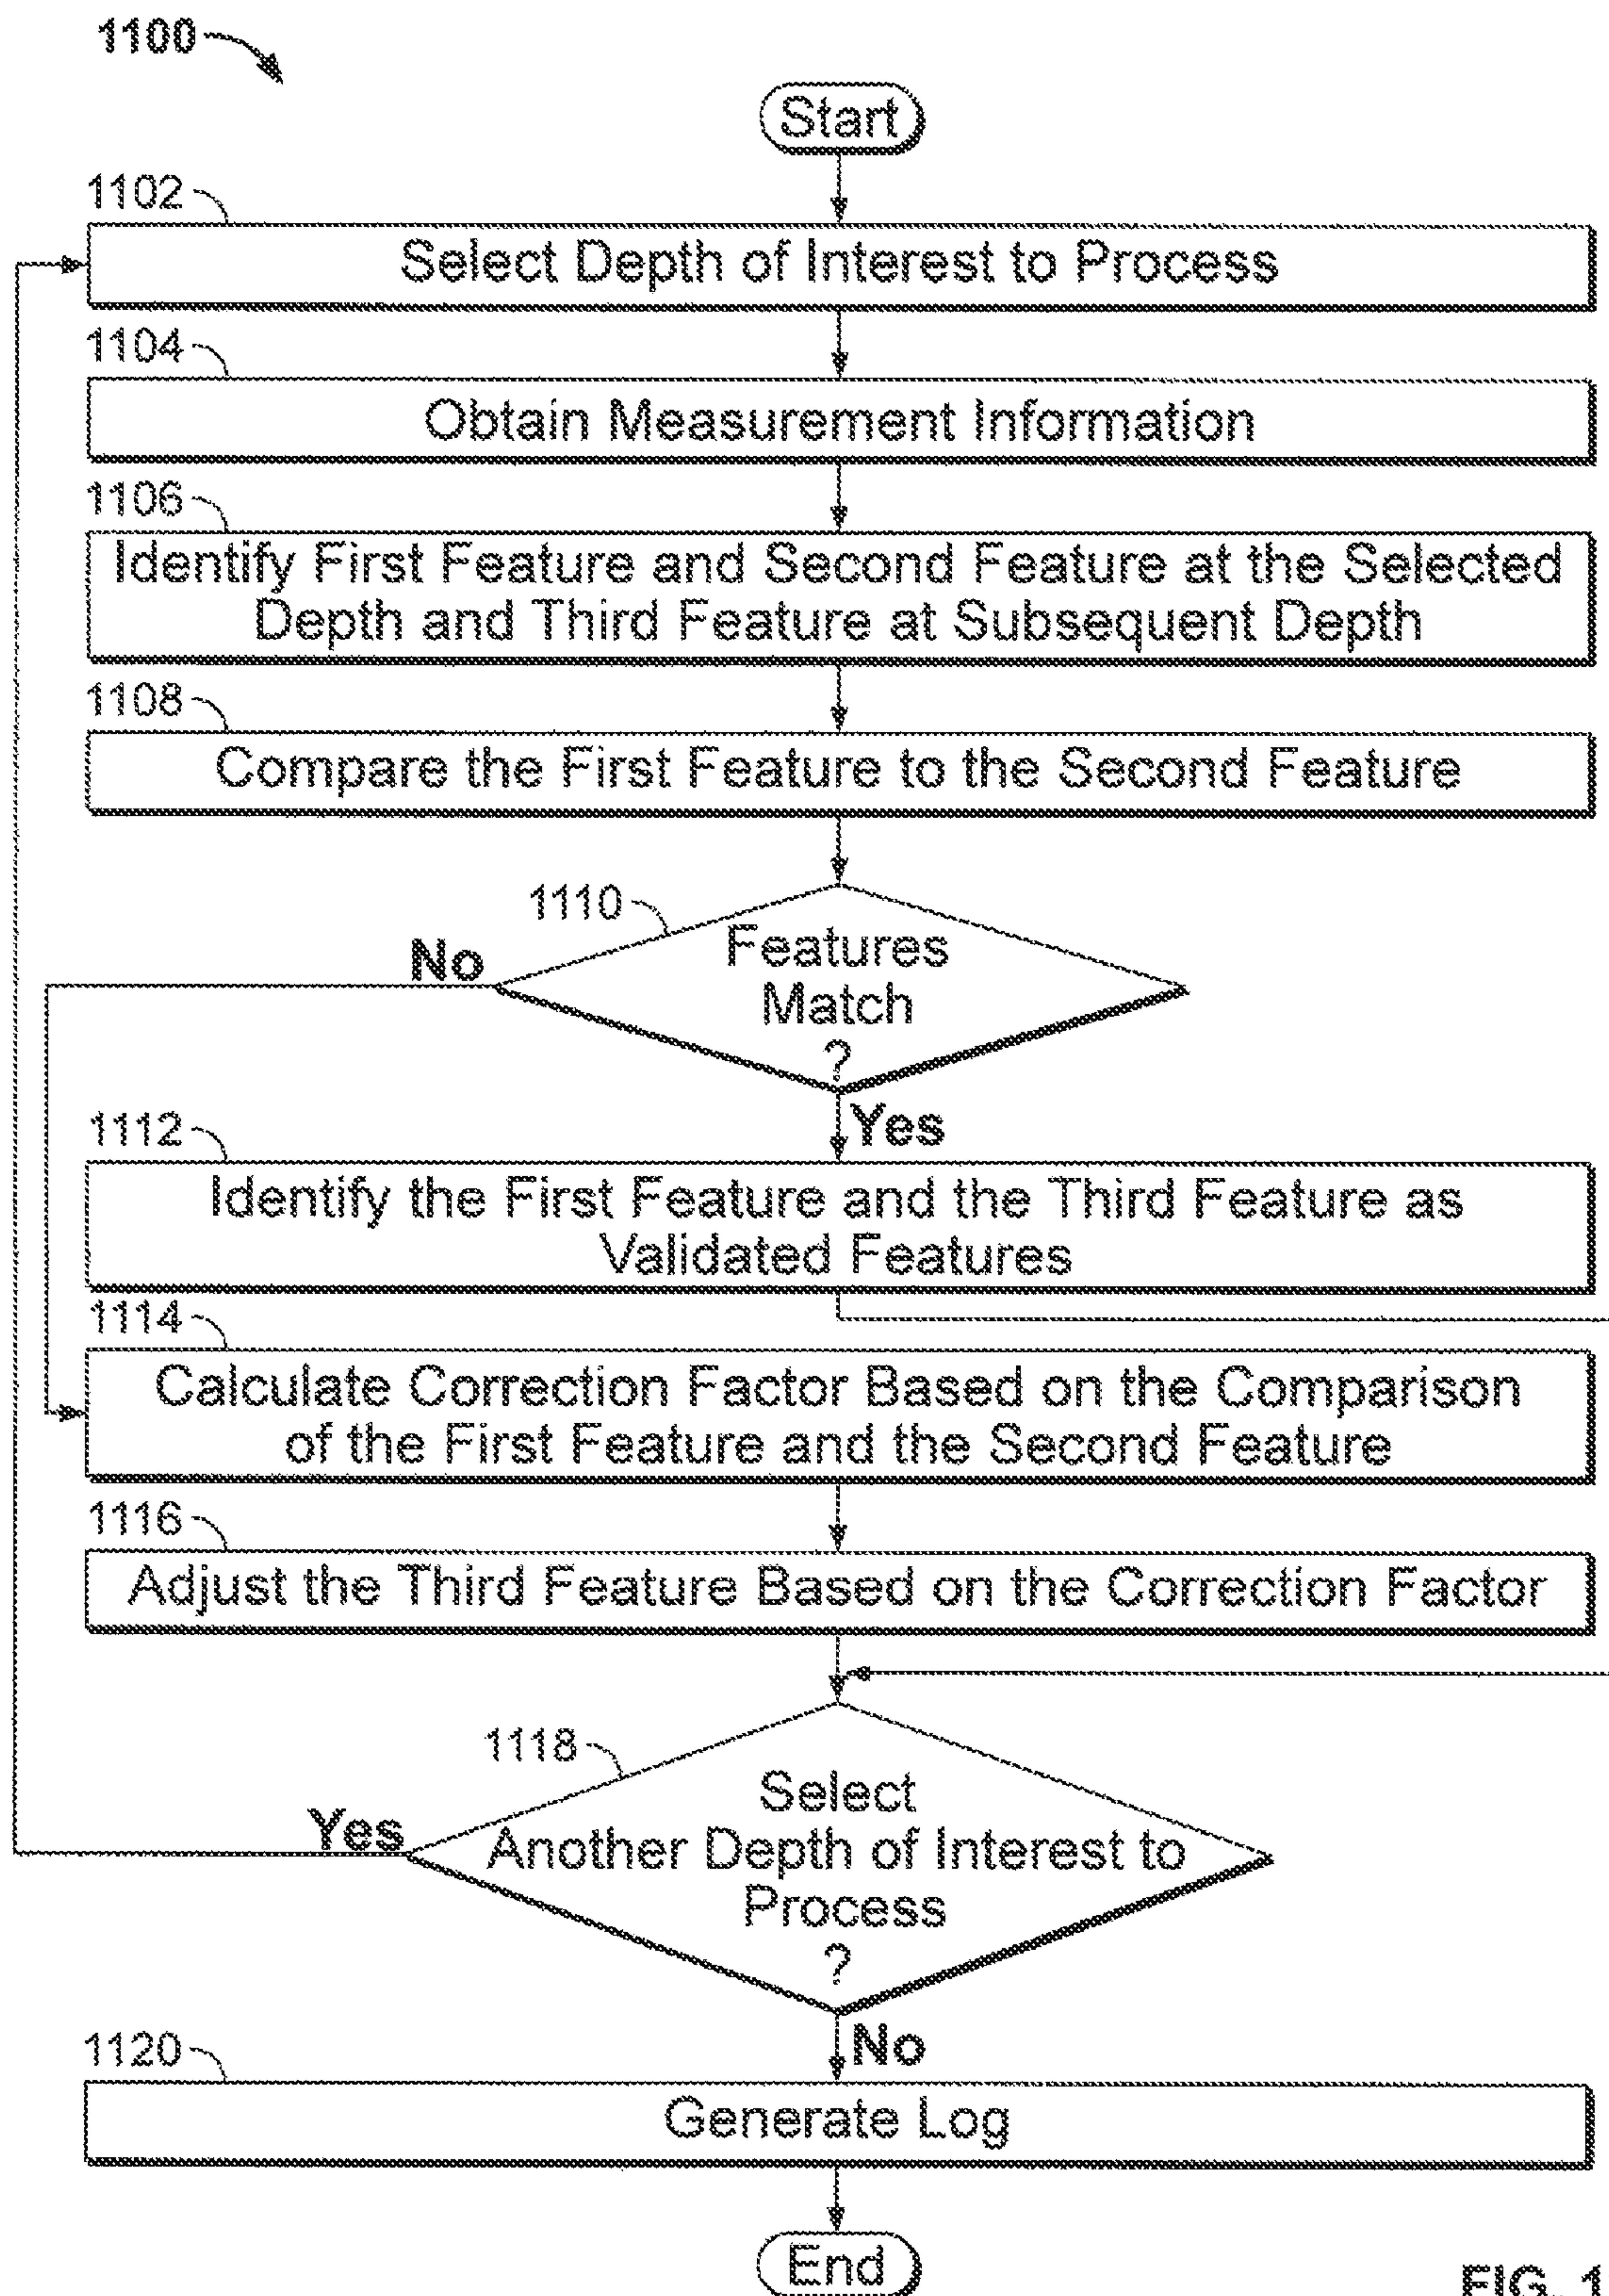 1100
Start
1102
Select Depth of Interest to Process
1104
Obtain Measurement Information
1106
Identify First Feature and Second Feature at the Selected
Depth and Third Feature at Subsequent Depth
1108
Compare the First Feature to the Second Feature
1110
Features
Match
?
No
Yes
1112
Identify the First Feature and the Third Feature as
Validated Features
1114
Calculate Correction Factor Based on the Comparison
of the First Feature and the Second Feature
1116
Adjust the Third Feature Based on the Correction Factor
1118
Select
Another Depth of Interest to
Process
?
Yes
No
1120
Generate Log
End
FIG. 1